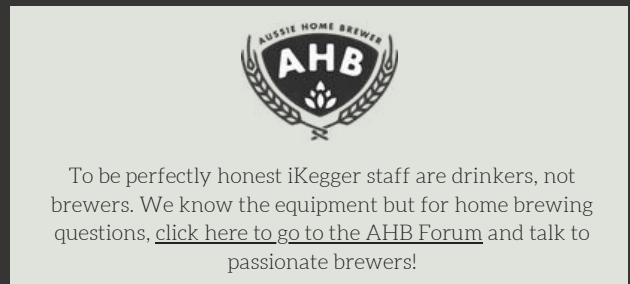 AUSSIE HOME BREWER
AHB
To be perfectly honest iKegger staff are drinkers, not
brewers. We know the equipment but for home brewing
questions, click here to go to the AHB Forum and talk to
passionate brewers!